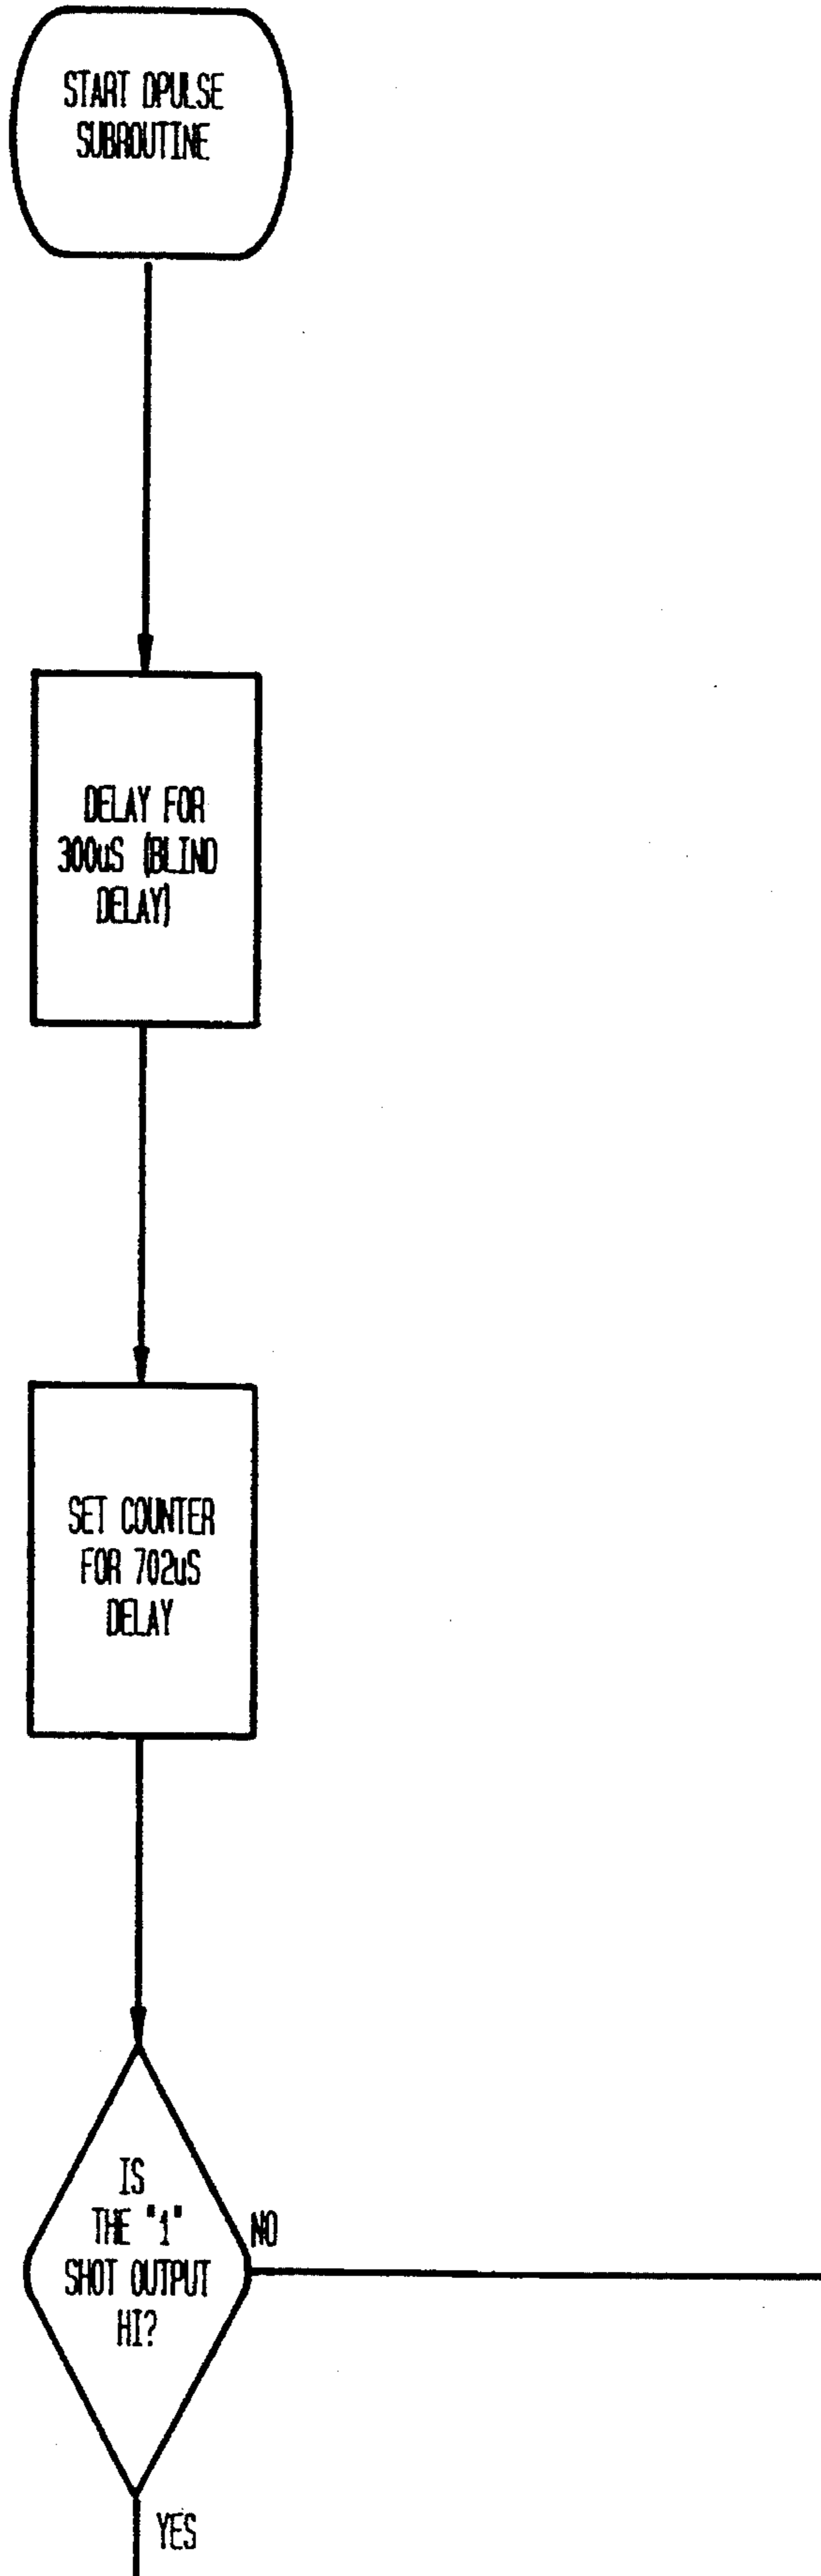 START DPULSE
SUBROUTINE
DELAY FOR
300uS (BLIND
DELAY)
SET COUNTER
FOR 702uS
DELAY
IS
THE "1"
SHOT OUTPUT
HI?
NO
YES